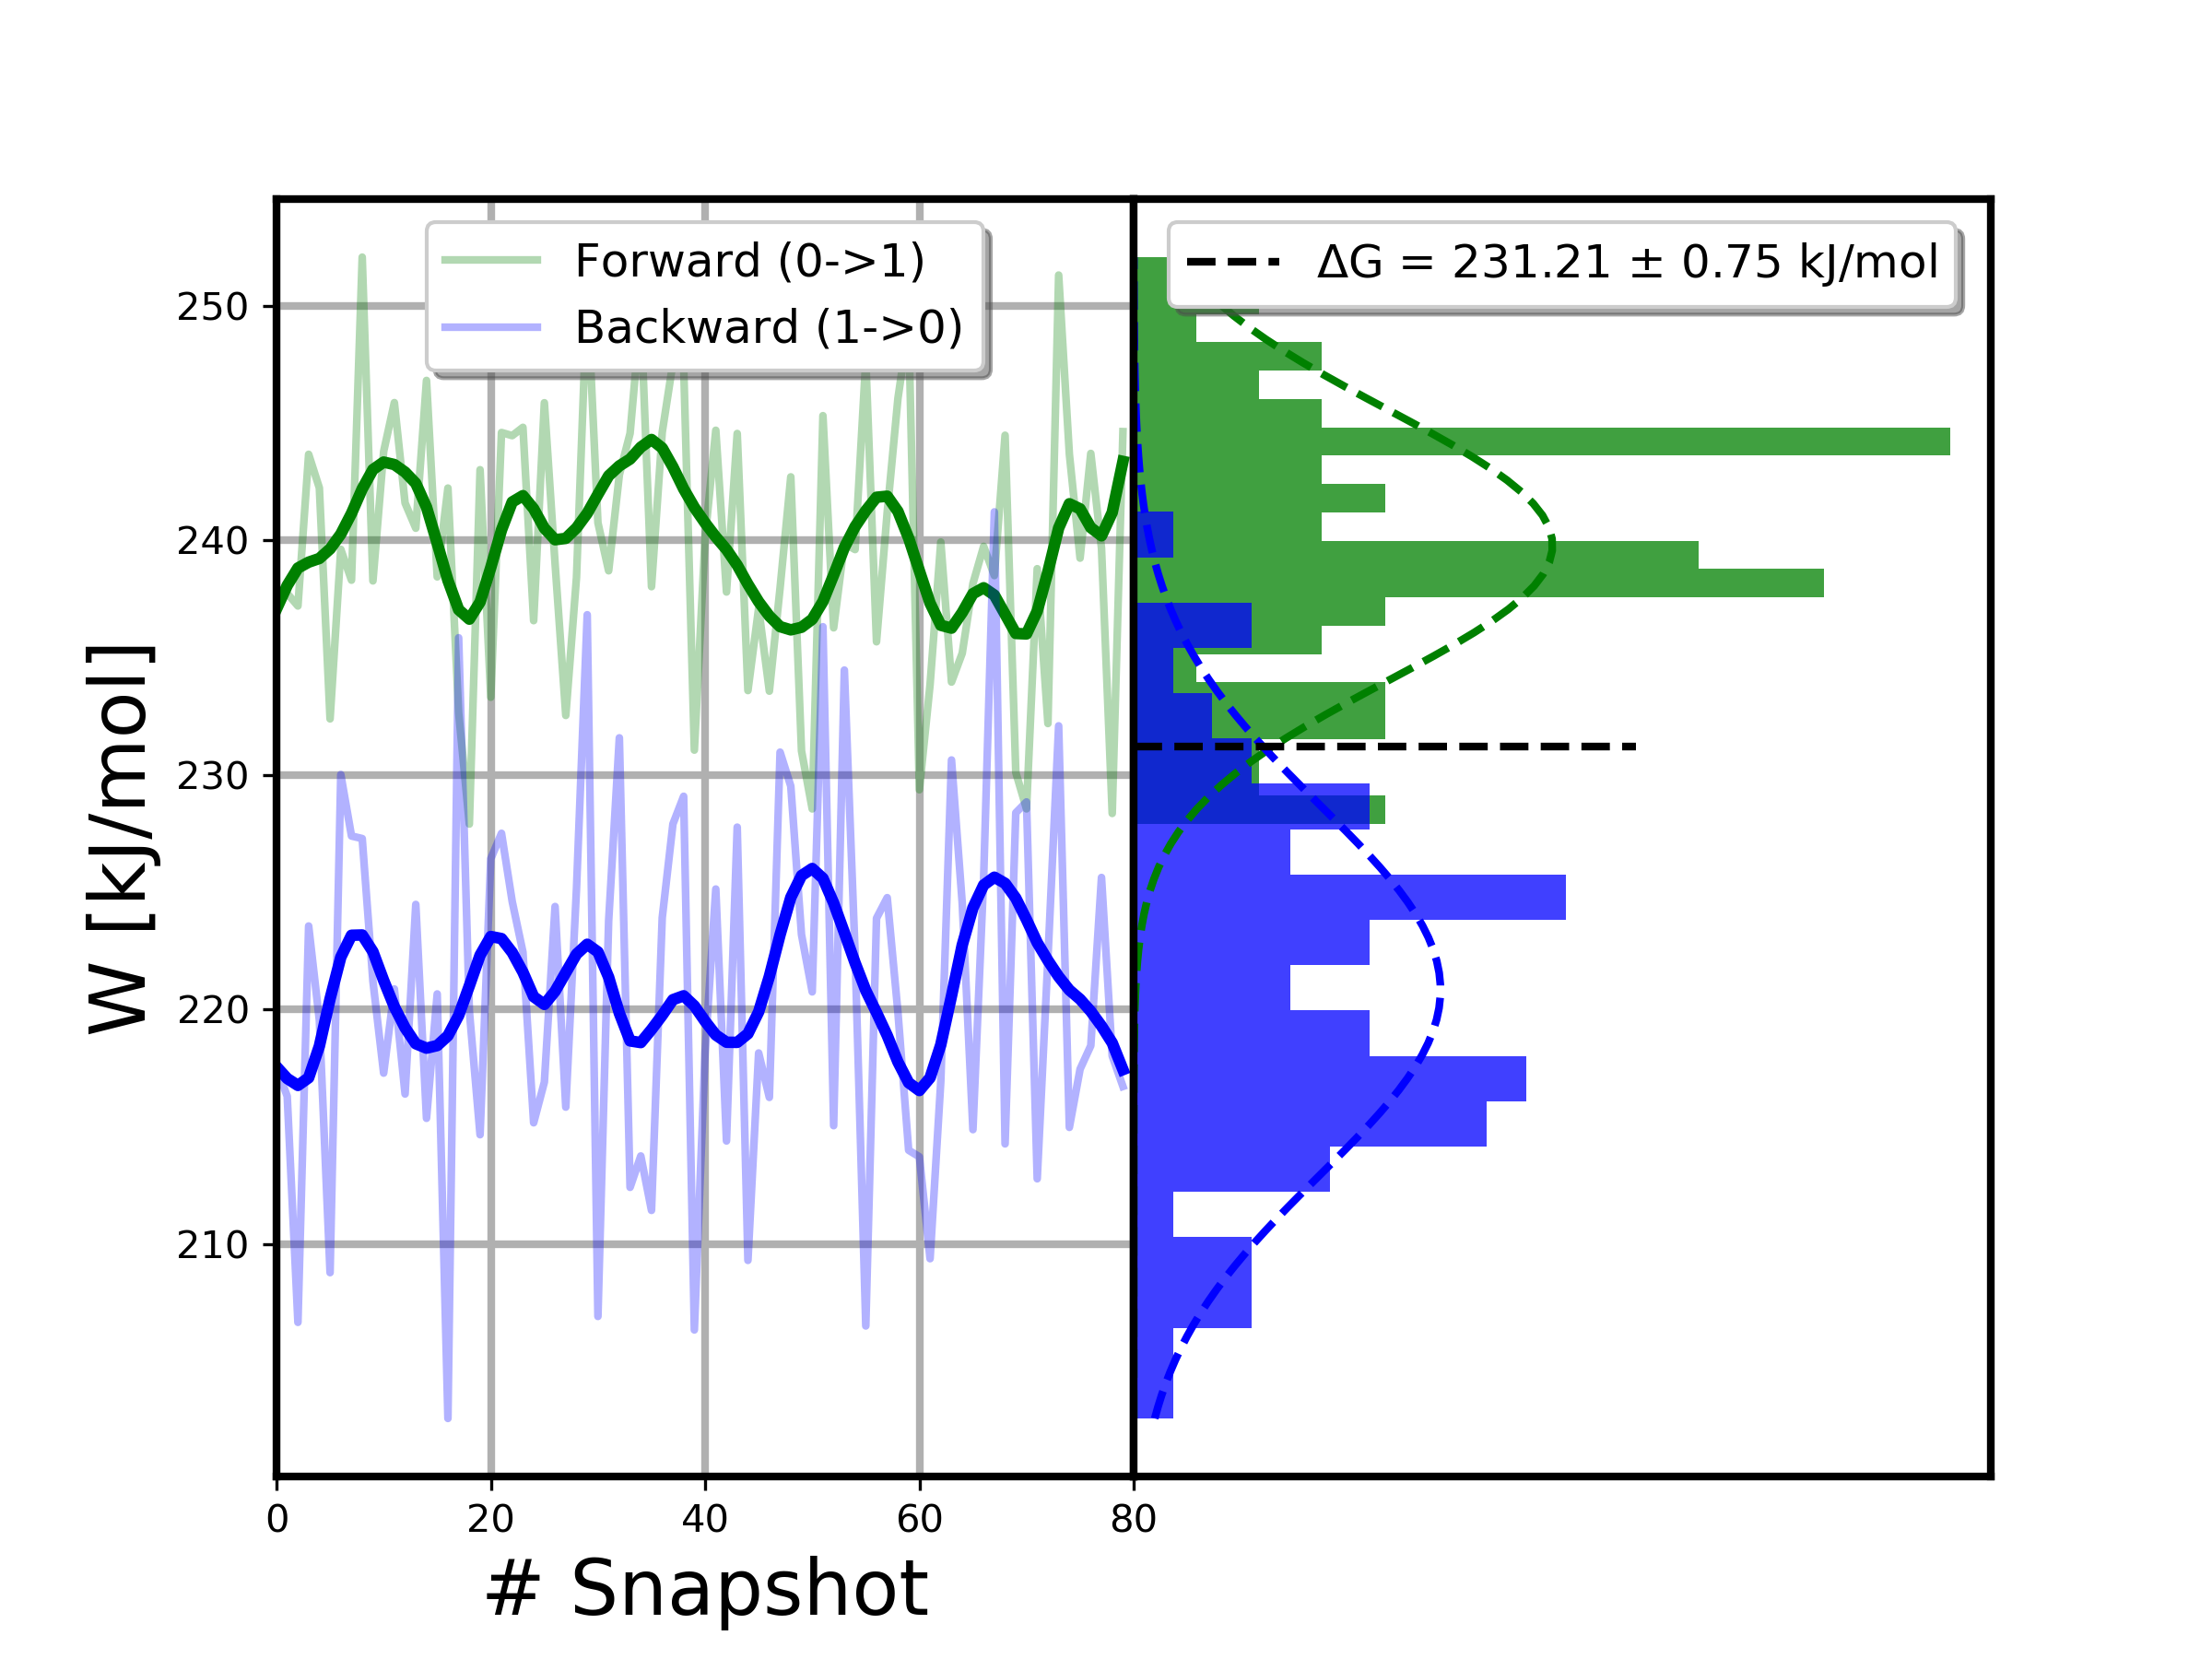 Forward (0->1)
Backward (1->0)
ΔG = 231.21 ± 0.75 kJ/mol
250
240
230
220
210
W [kJ/mol]
0
20
40
60
80
# Snapshot